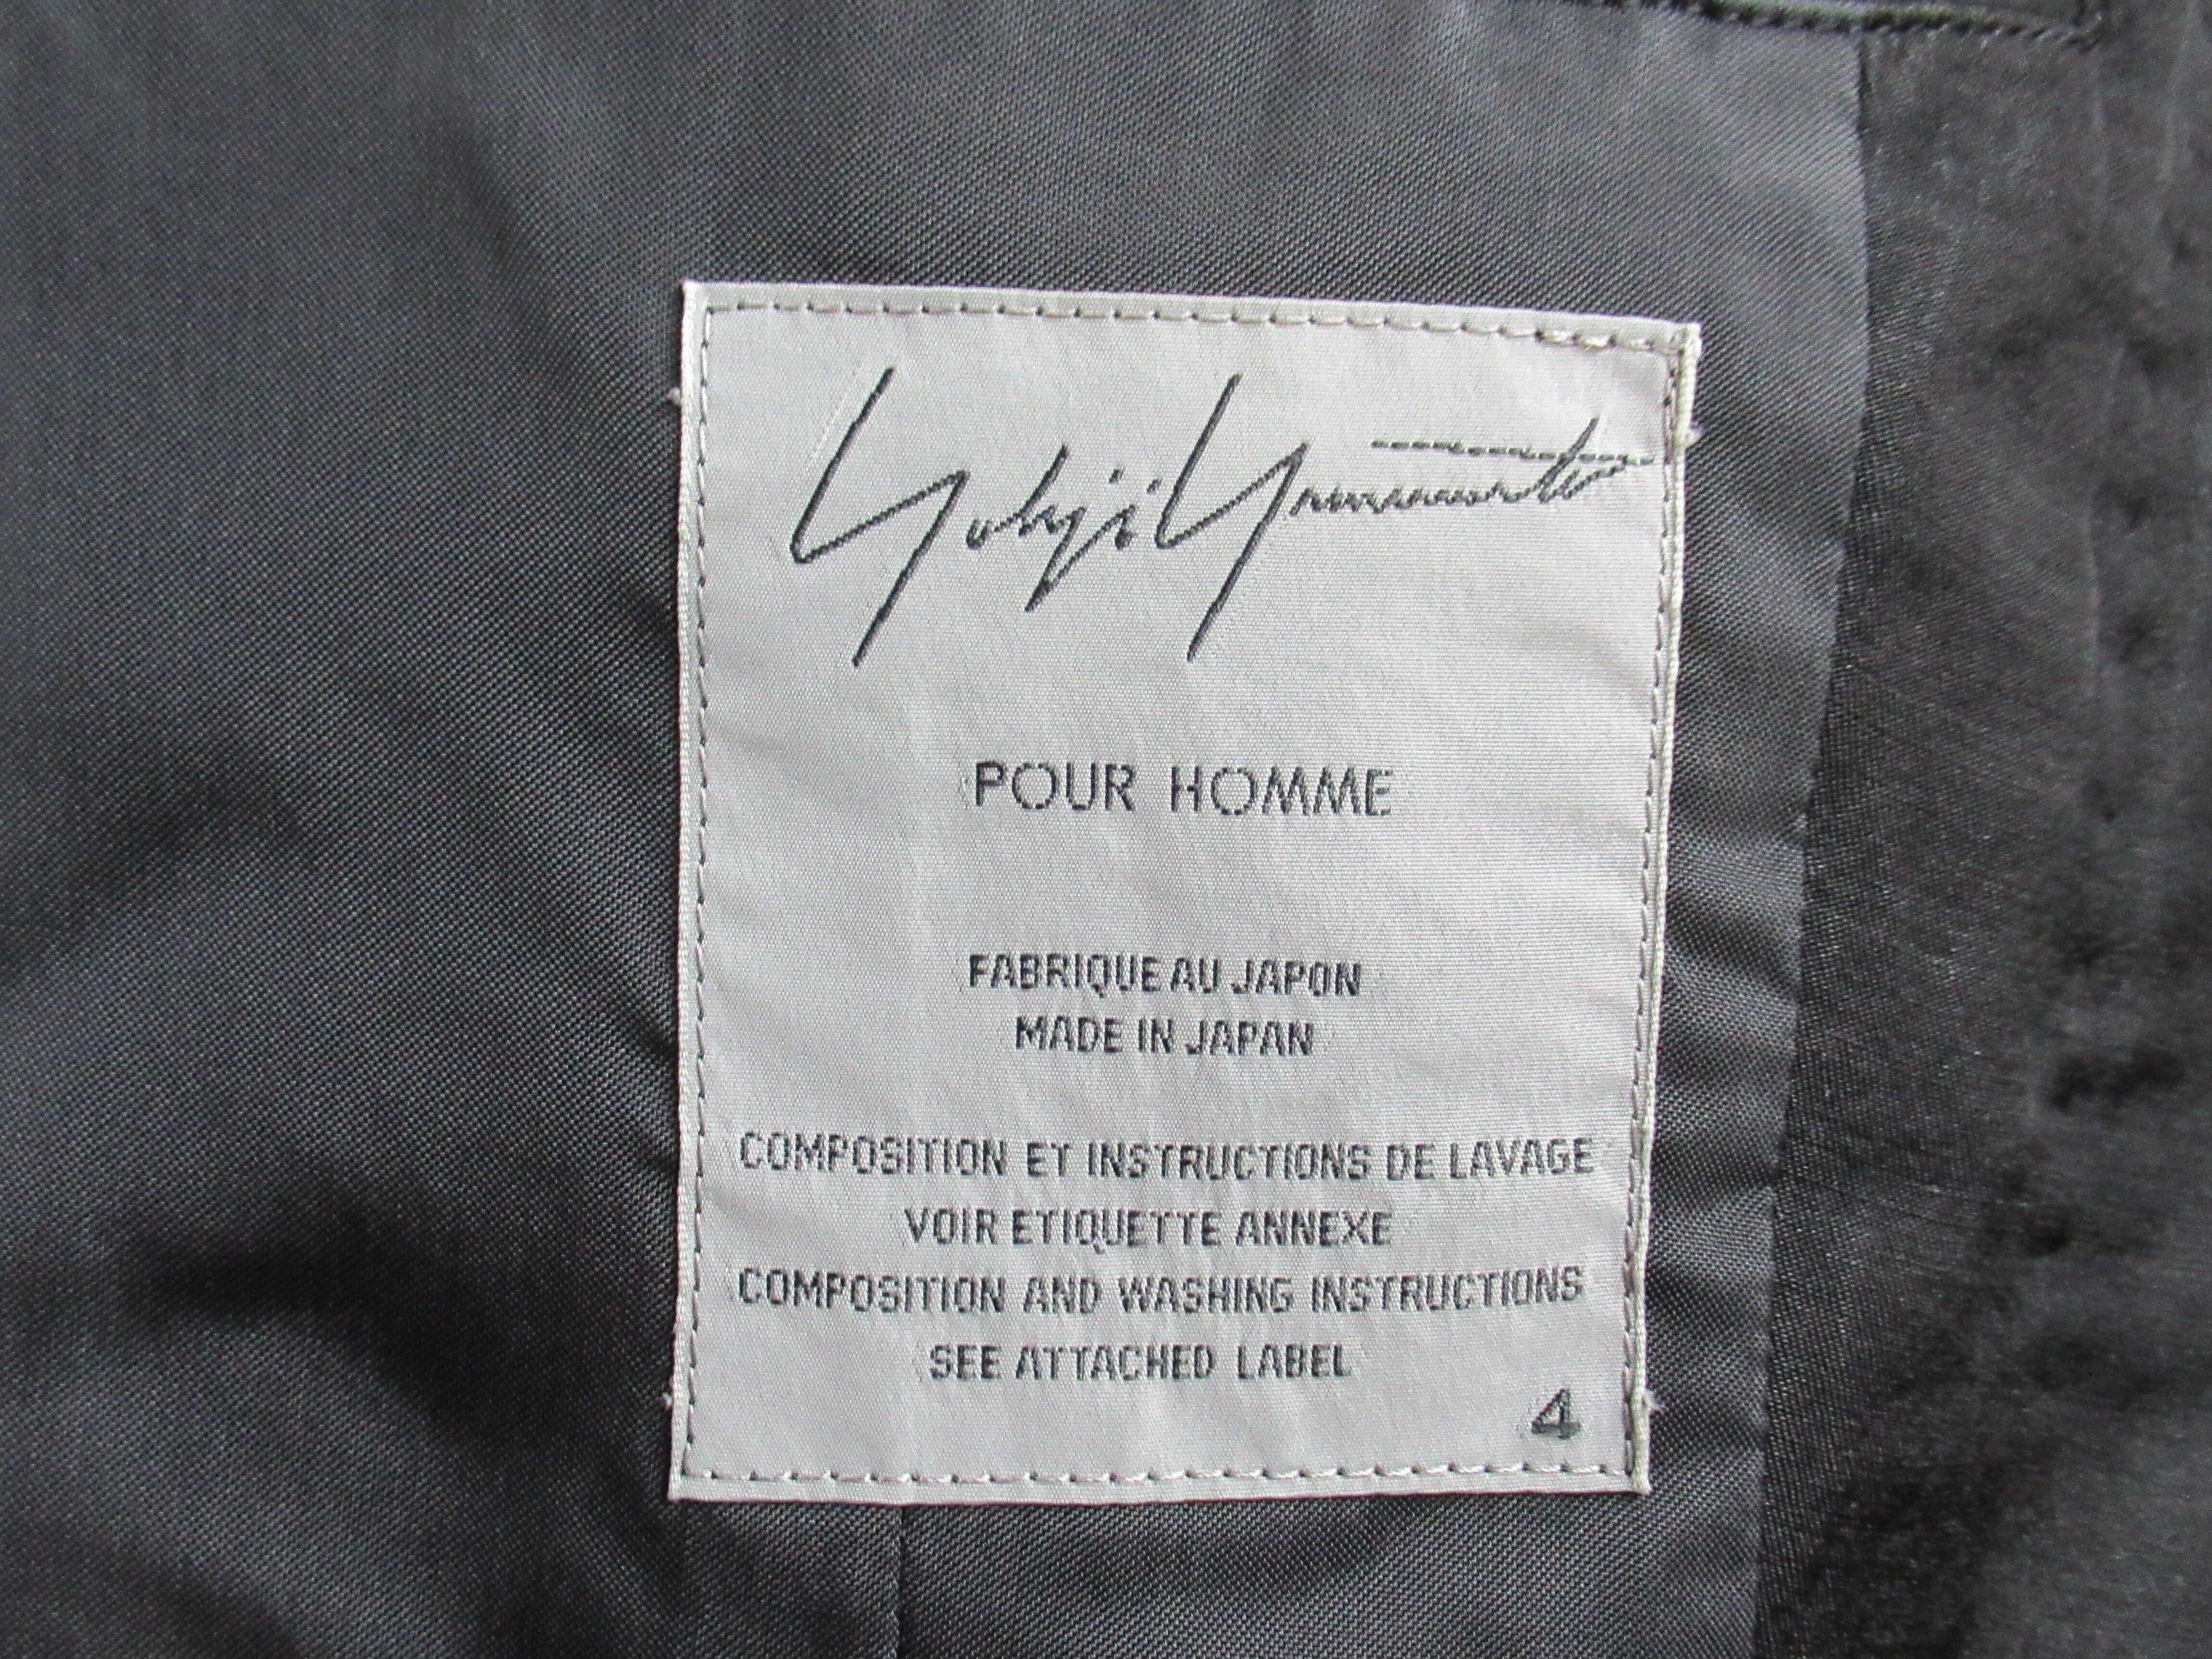 Yohji Yamamoto
POUR HOMME
FABRIQUE AU JAPON
MADE IN JAPAN
COMPOSITION ET INSTRUCTIONS DE LAVAGE
VOIR ETIQUETTE ANNEXE
COMPOSITION AND WASHING INSTRUCTIONS
SEE ATTACHED LABEL
4